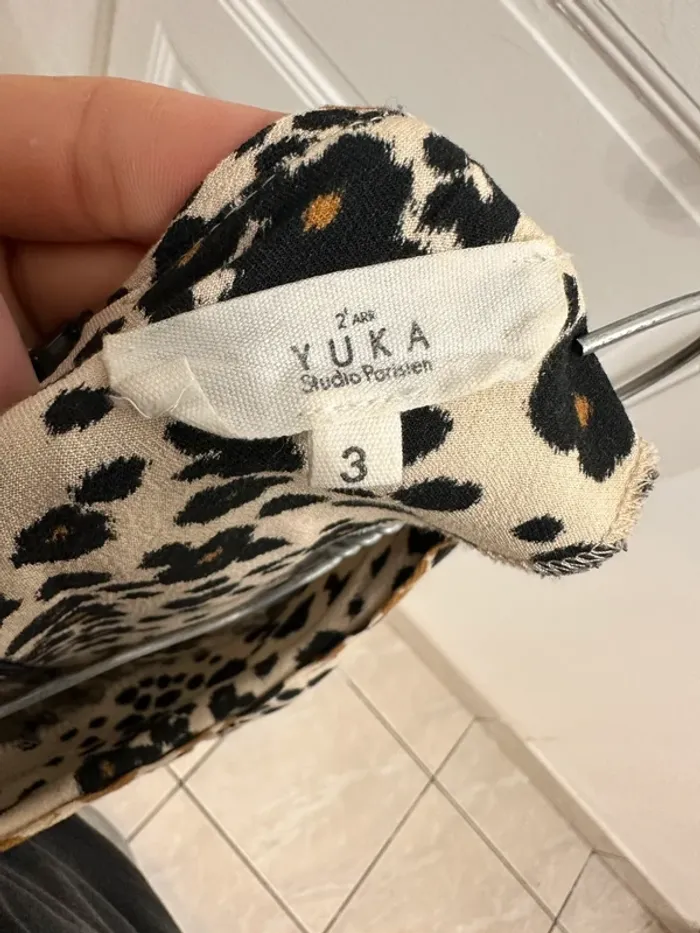 2ᵉ ARR
YUKA
Studio Parisien
3